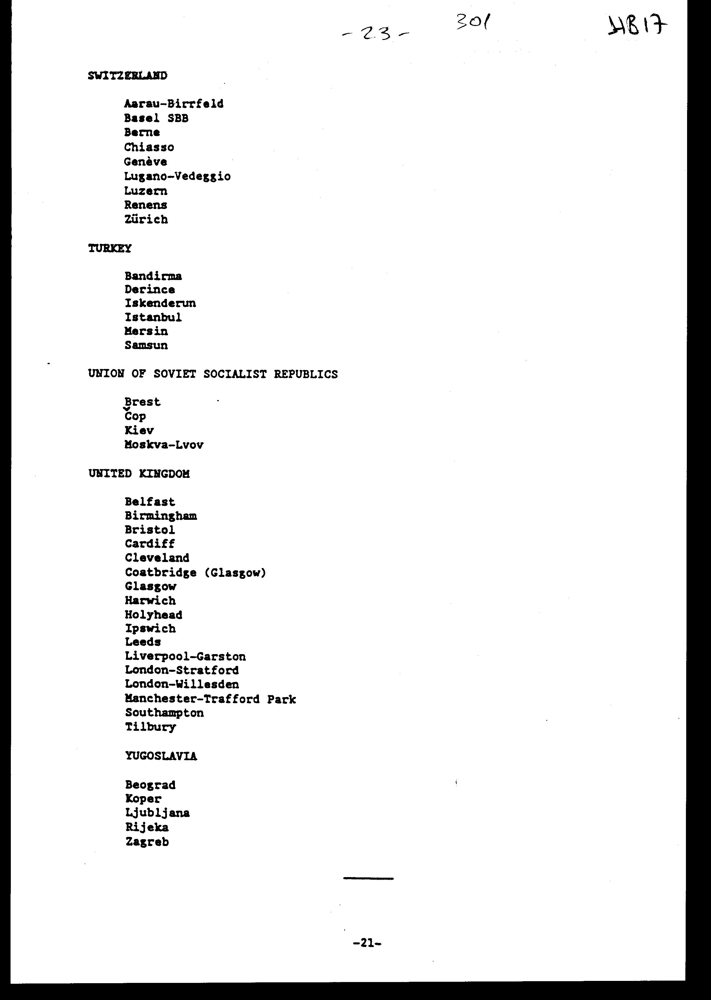 - 23 -
301
HB17
SWITZERLAND
Aarau-Birrfeld
Basel SBB
Berne
Chiasso
Genève
Lugano-Vedeggio
Luzern
Renens
Zürich
TURKEY
Bandirma
Derince
Iskenderun
Istanbul
Mersin
Samsun
UNION OF SOVIET SOCIALIST REPUBLICS
Brest
Čop
Kiev
Moskva-Lvov
UNITED KINGDOM
Belfast
Birmingham
Bristol
Cardiff
Cleveland
Coatbridge (Glasgow)
Glasgow
Harwich
Holyhead
Ipswich
Leeds
Liverpool-Garston
London-Stratford
London-Willesden
Manchester-Trafford Park
Southampton
Tilbury
YUGOSLAVIA
Beograd
Koper
Ljubljana
Rijeka
Zagreb
-21-